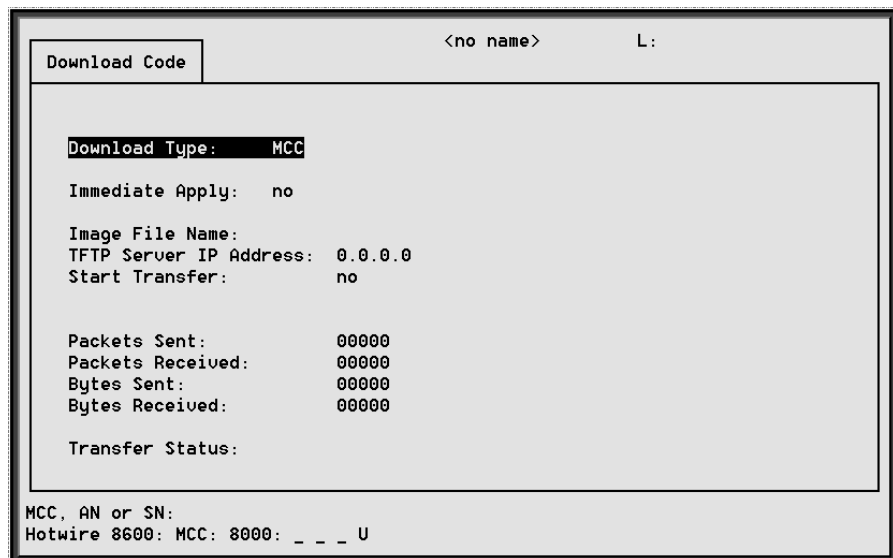 <no name> L:
Download Code
Download Type: MCC
Immediate Apply: no
Image File Name:
TFTP Server IP Address: 0.0.0.0
Start Transfer: no
Packets Sent: 00000
Packets Received: 00000
Bytes Sent: 00000
Bytes Received: 00000
Transfer Status:
MCC, AN or SN:
Hotwire 8600: MCC: 8000: _ _ _ U